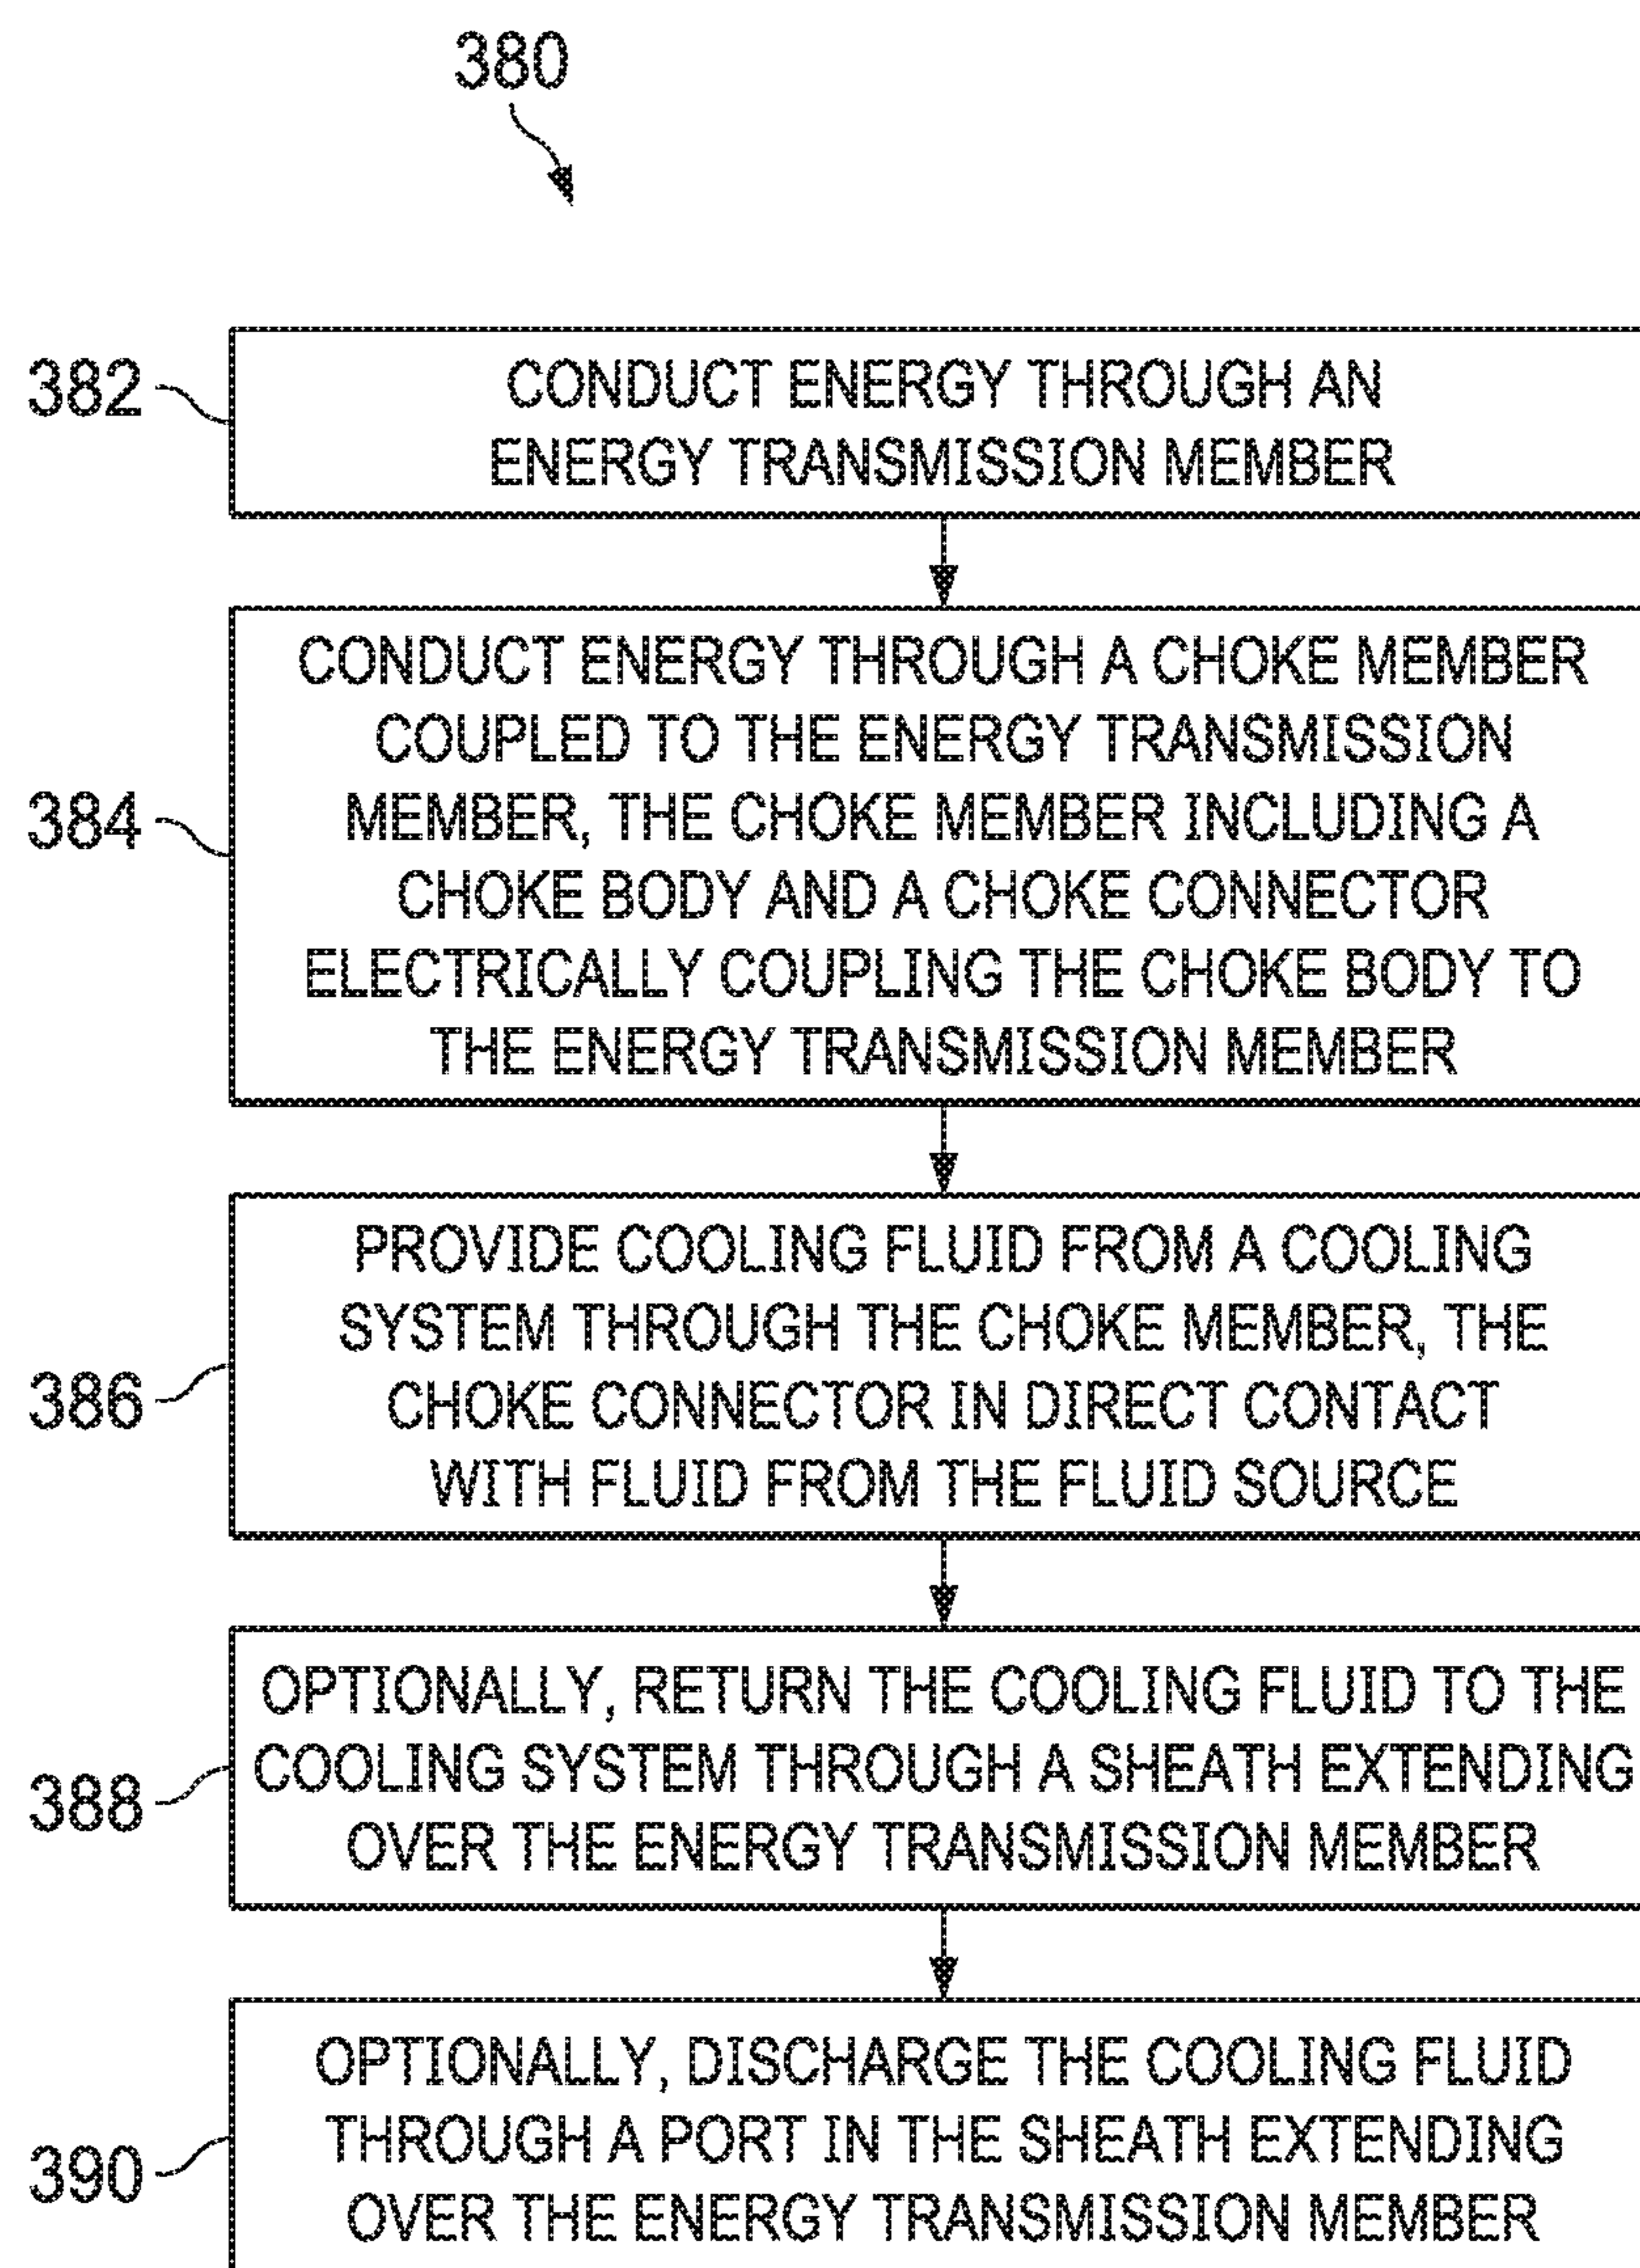 380
382
CONDUCT ENERGY THROUGH AN
ENERGY TRANSMISSION MEMBER
384
CONDUCT ENERGY THROUGH A CHOKE MEMBER
COUPLED TO THE ENERGY TRANSMISSION
MEMBER, THE CHOKE MEMBER INCLUDING A
CHOKE BODY AND A CHOKE CONNECTOR
ELECTRICALLY COUPLING THE CHOKE BODY TO
THE ENERGY TRANSMISSION MEMBER
386
PROVIDE COOLING FLUID FROM A COOLING
SYSTEM THROUGH THE CHOKE MEMBER, THE
CHOKE CONNECTOR IN DIRECT CONTACT
WITH FLUID FROM THE FLUID SOURCE
388
OPTIONALLY, RETURN THE COOLING FLUID TO THE
COOLING SYSTEM THROUGH A SHEATH EXTENDING
OVER THE ENERGY TRANSMISSION MEMBER
390
OPTIONALLY, DISCHARGE THE COOLING FLUID
THROUGH A PORT IN THE SHEATH EXTENDING
OVER THE ENERGY TRANSMISSION MEMBER